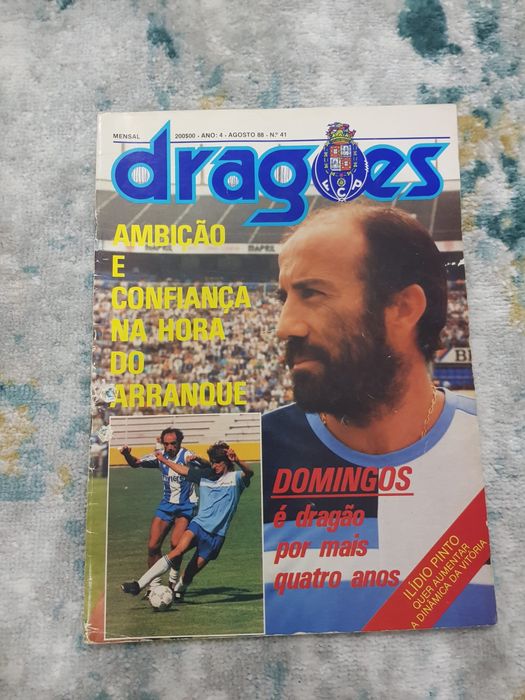 MENSAL
200$00 - ANO: 4 - AGOSTO 88 - N.º 41
dragões
F C P
AMBIÇÃO
E
CONFIANÇA
NA HORA
DO
ARRANQUE
DOMINGOS
é dragão
por mais
quatro anos
ILÍDIO PINTO
QUER AUMENTAR
A DINÂMICA DA VITÓRIA